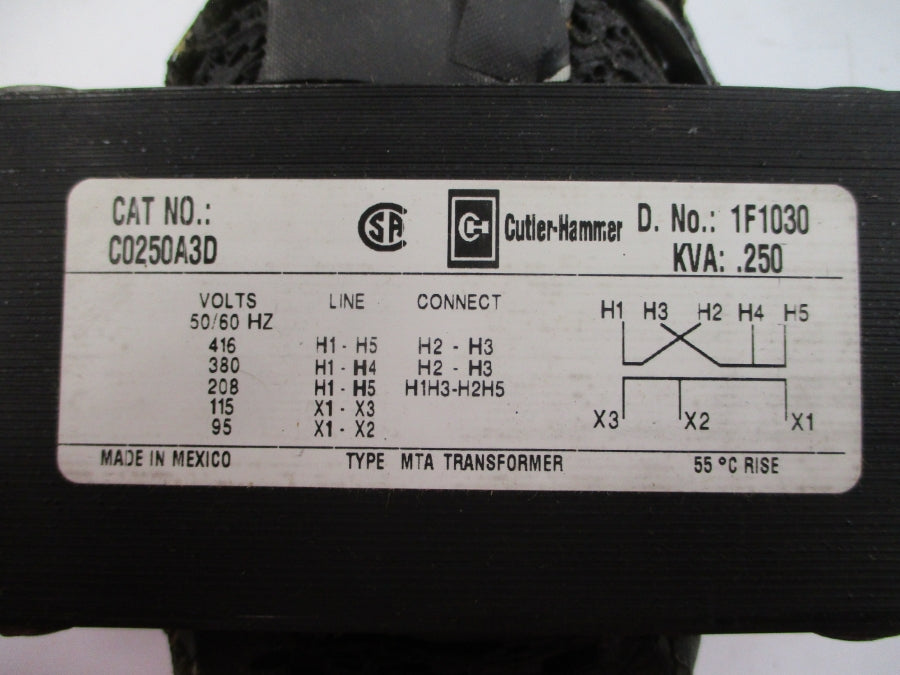 CAT NO.:
C0250A3D
SA
Cutler-Hammer
D. No.: 1F1030
KVA: .250
VOLTS LINE CONNECT
50/60 HZ
416 H1 - H5 H2 - H3
380 H1 - H4 H2 - H3
208 H1 - H5 H1H3-H2H5
115 X1 - X3
95 X1 - X2
H1 H3 H2 H4 H5
X3 X2 X1
MADE IN MEXICO TYPE MTA TRANSFORMER 55 °C RISE